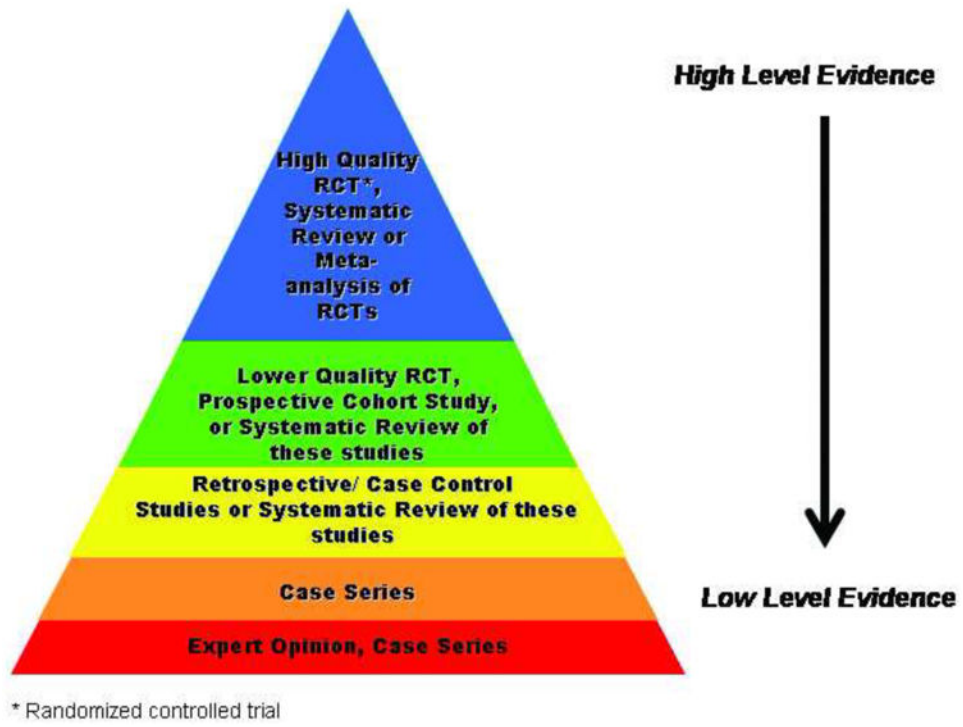 High Quality
RCT*,
Systematic
Review or
Meta-
analysis of
RCTs
Lower Quality RCT,
Prospective Cohort Study,
or Systematic Review of
these studies
Retrospective/ Case Control
Studies or Systematic Review of these
studies
Case Series
Expert Opinion, Case Series
High Level Evidence
Low Level Evidence
* Randomized controlled trial